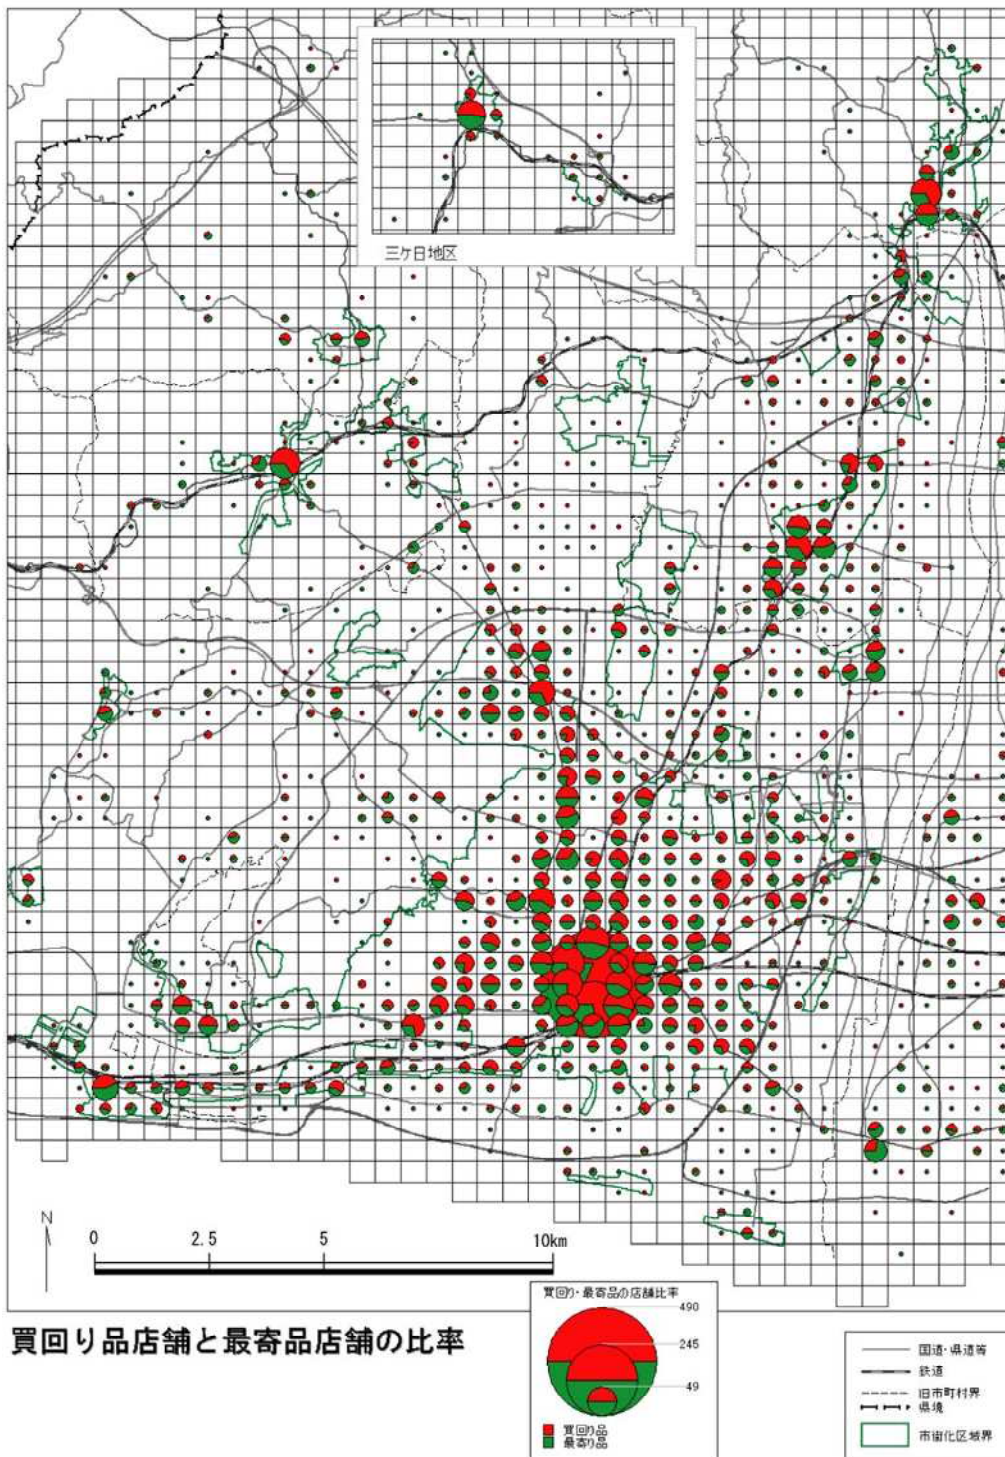 三ケ日地区
N
0 2.5 5 10km
買回り品店舗と最寄品店舗の比率
買回り・最寄品の店舗比率
490
245
49
買回り品
最寄り品
国道・県道等
鉄道
旧市町村界
県境
市街化区域界